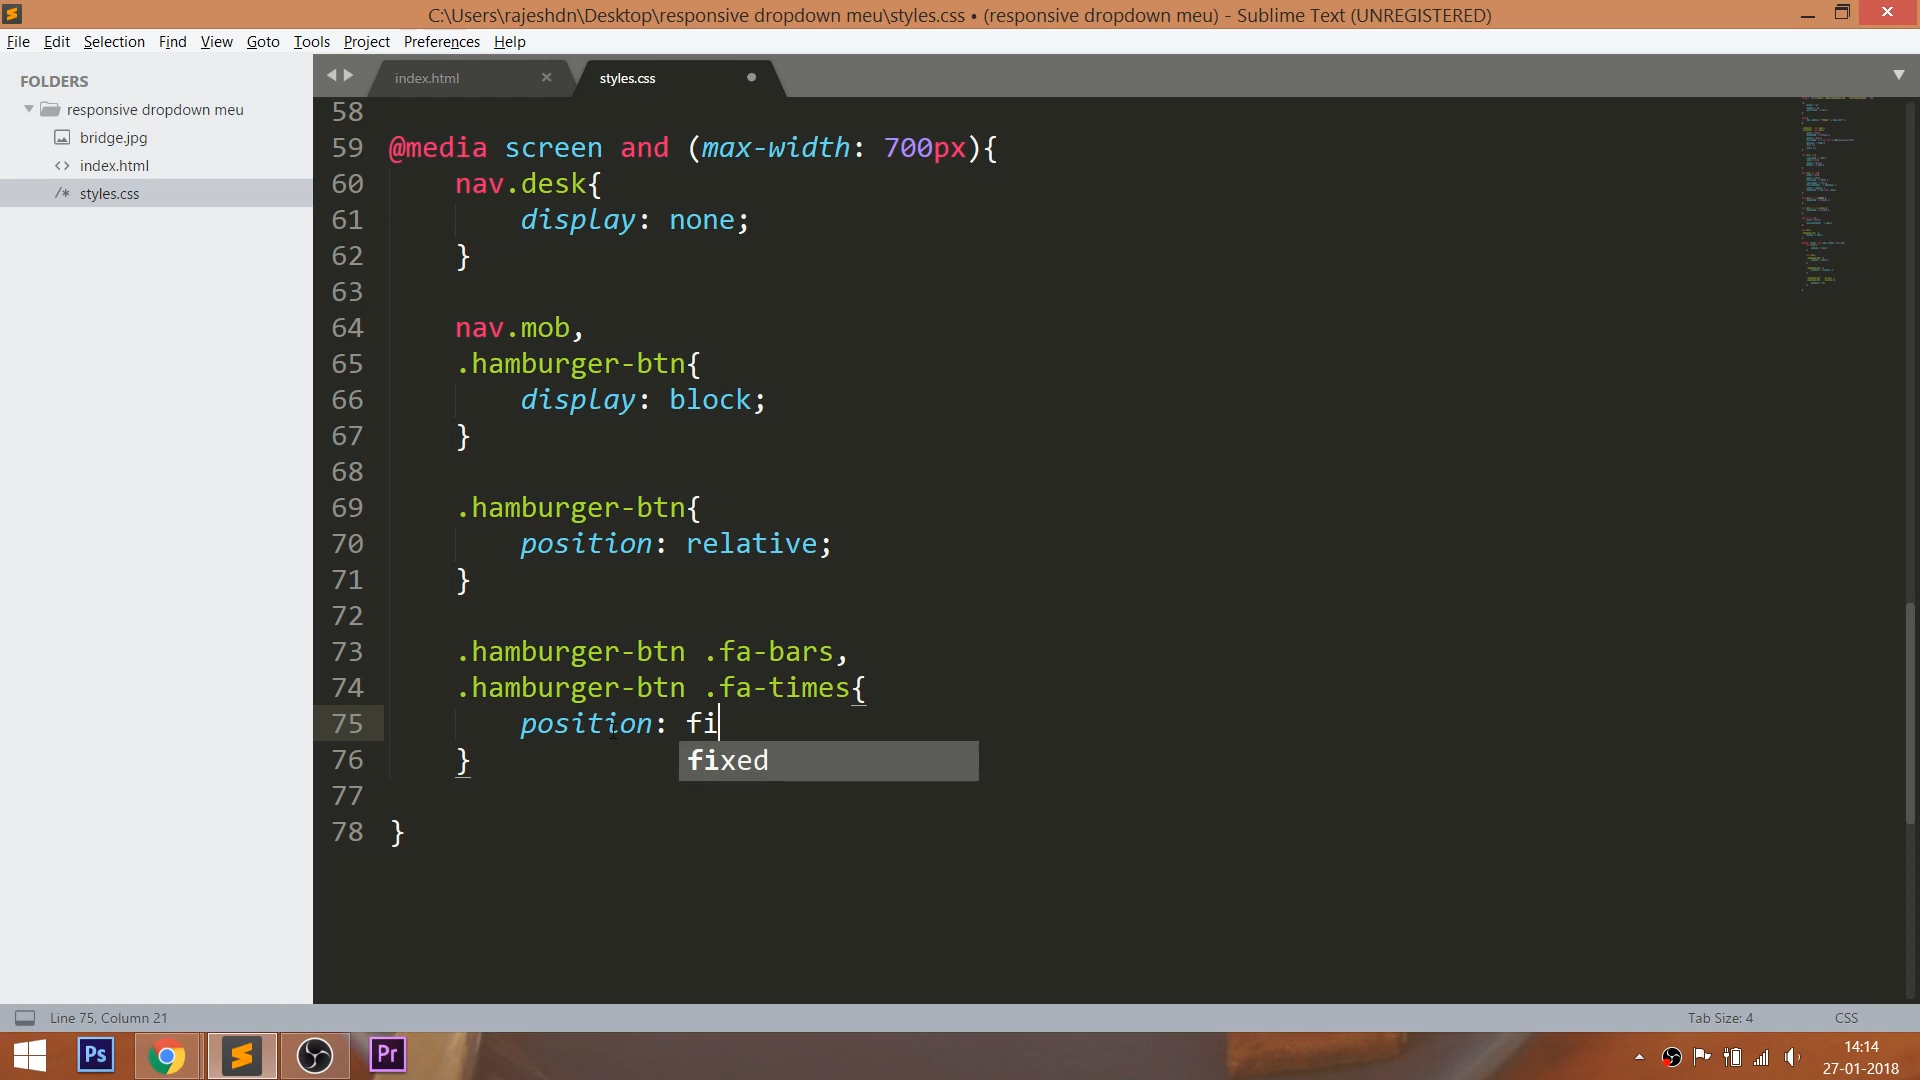 C:\Users\rajeshdn\Desktop\responsive dropdown meu\styles.css • (responsive dropdown meu) - Sublime Text (UNREGISTERED)
File Edit Selection Find View Goto Tools Project Preferences Help
FOLDERS
responsive dropdown meu
bridge.jpg
<> index.html
/* styles.css
index.html
styles.css
58
59 @media screen and (max-width: 700px){
60 nav.desk{
61 display: none;
62 }
63
64 nav.mob,
65 .hamburger-btn{
66 display: block;
67 }
68
69 .hamburger-btn{
70 position: relative;
71 }
72
73 .hamburger-btn .fa-bars,
74 .hamburger-btn .fa-times{
75 position: fi
fixed
76 }
77
78 }
Line 75, Column 21
Tab Size: 4
CSS
Ps
Pr
14:14
27-01-2018